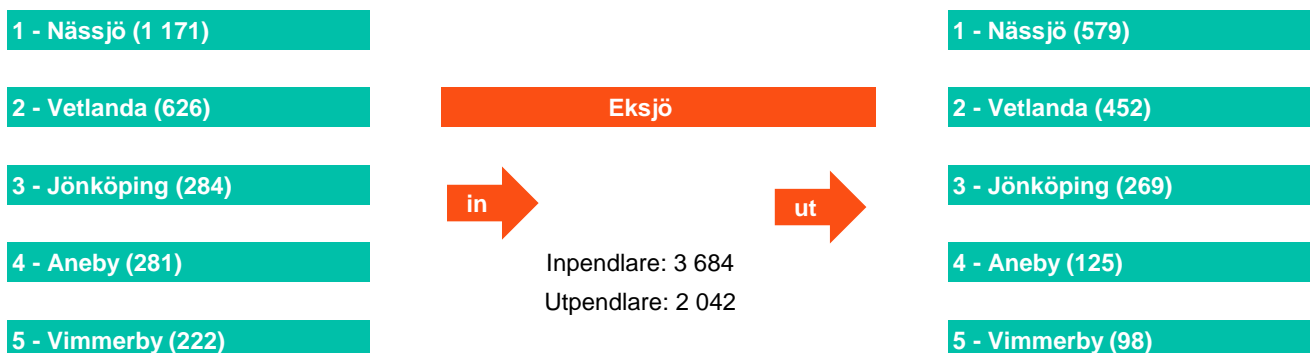 1 - Nässjö (1 171)
2 - Vetlanda (626)
3 - Jönköping (284)
4 - Aneby (281)
5 - Vimmerby (222)
Eksjö
in
ut
Inpendlare: 3 684
Utpendlare: 2 042
1 - Nässjö (579)
2 - Vetlanda (452)
3 - Jönköping (269)
4 - Aneby (125)
5 - Vimmerby (98)